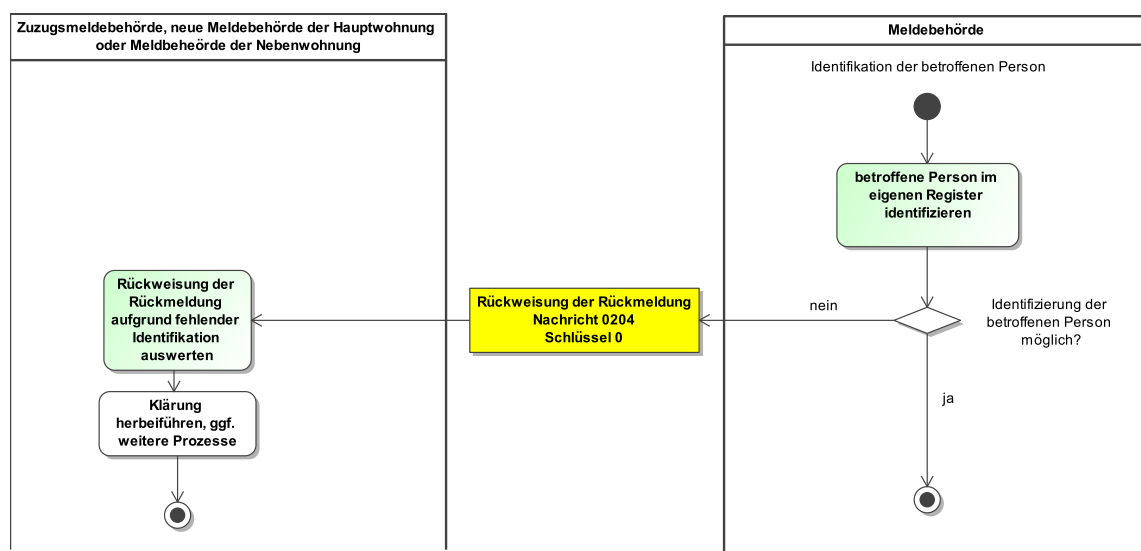 Zuzugsmeldebehörde, neue Meldebehörde der Hauptwohnung
oder Meldbeheörde der Nebenwohnung
Meldebehörde
Identifikation der betroffenen Person
betroffene Person im
eigenen Register
identifizieren
Identifizierung der
betroffenen Person
möglich?
nein
ja
Rückweisung der Rückmeldung
Nachricht 0204
Schlüssel 0
Rückweisung der
Rückmeldung
aufgrund fehlender
Identifikation
auswerten
Klärung
herbeiführen, ggf.
weitere Prozesse